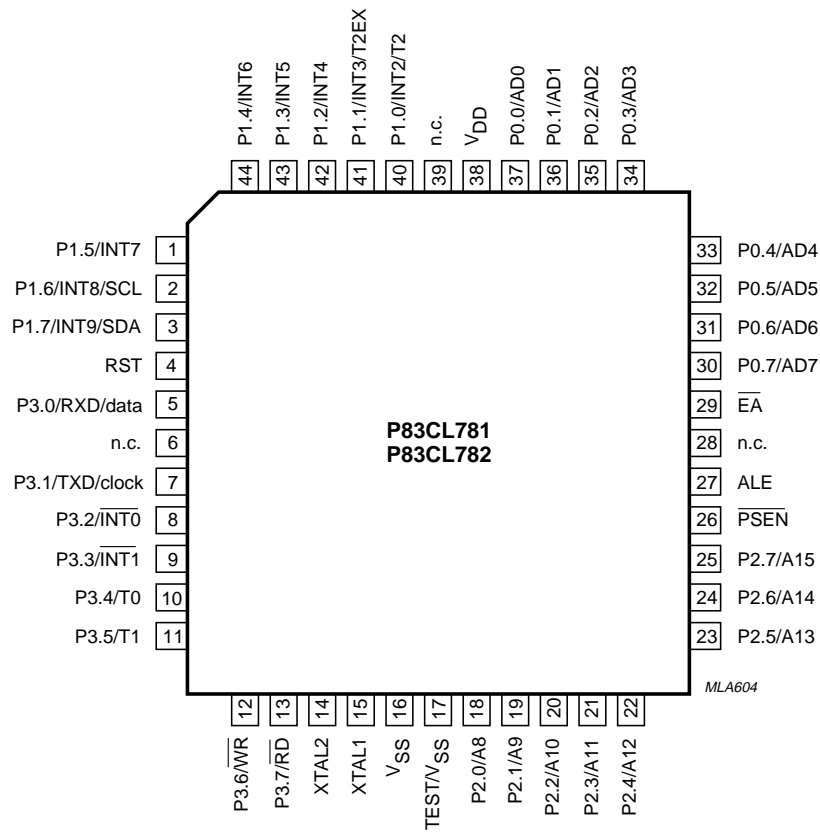 P1.4/INT6
P1.3/INT5
P1.2/INT4
P1.1/INT3/T2EX
P1.0/INT2/T2
n.c.
VDD
P0.0/AD0
P0.1/AD1
P0.2/AD2
P0.3/AD3
44
43
42
41
40
39
38
37
36
35
34
P1.5/INT7 1
P1.6/INT8/SCL 2
P1.7/INT9/SDA 3
RST 4
P3.0/RXD/data 5
n.c. 6
P3.1/TXD/clock 7
P3.2/I̅N̅T̅0̅ 8
P3.3/I̅N̅T̅1̅ 9
P3.4/T0 10
P3.5/T1 11
P83CL781
P83CL782
33 P0.4/AD4
32 P0.5/AD5
31 P0.6/AD6
30 P0.7/AD7
29 E̅A̅
28 n.c.
27 ALE
26 P̅S̅E̅N̅
25 P2.7/A15
24 P2.6/A14
23 P2.5/A13
MLA604
12
13
14
15
16
17
18
19
20
21
22
P3.6/W̅R̅
P3.7/R̅D̅
XTAL2
XTAL1
VSS
TEST/VSS
P2.0/A8
P2.1/A9
P2.2/A10
P2.3/A11
P2.4/A12